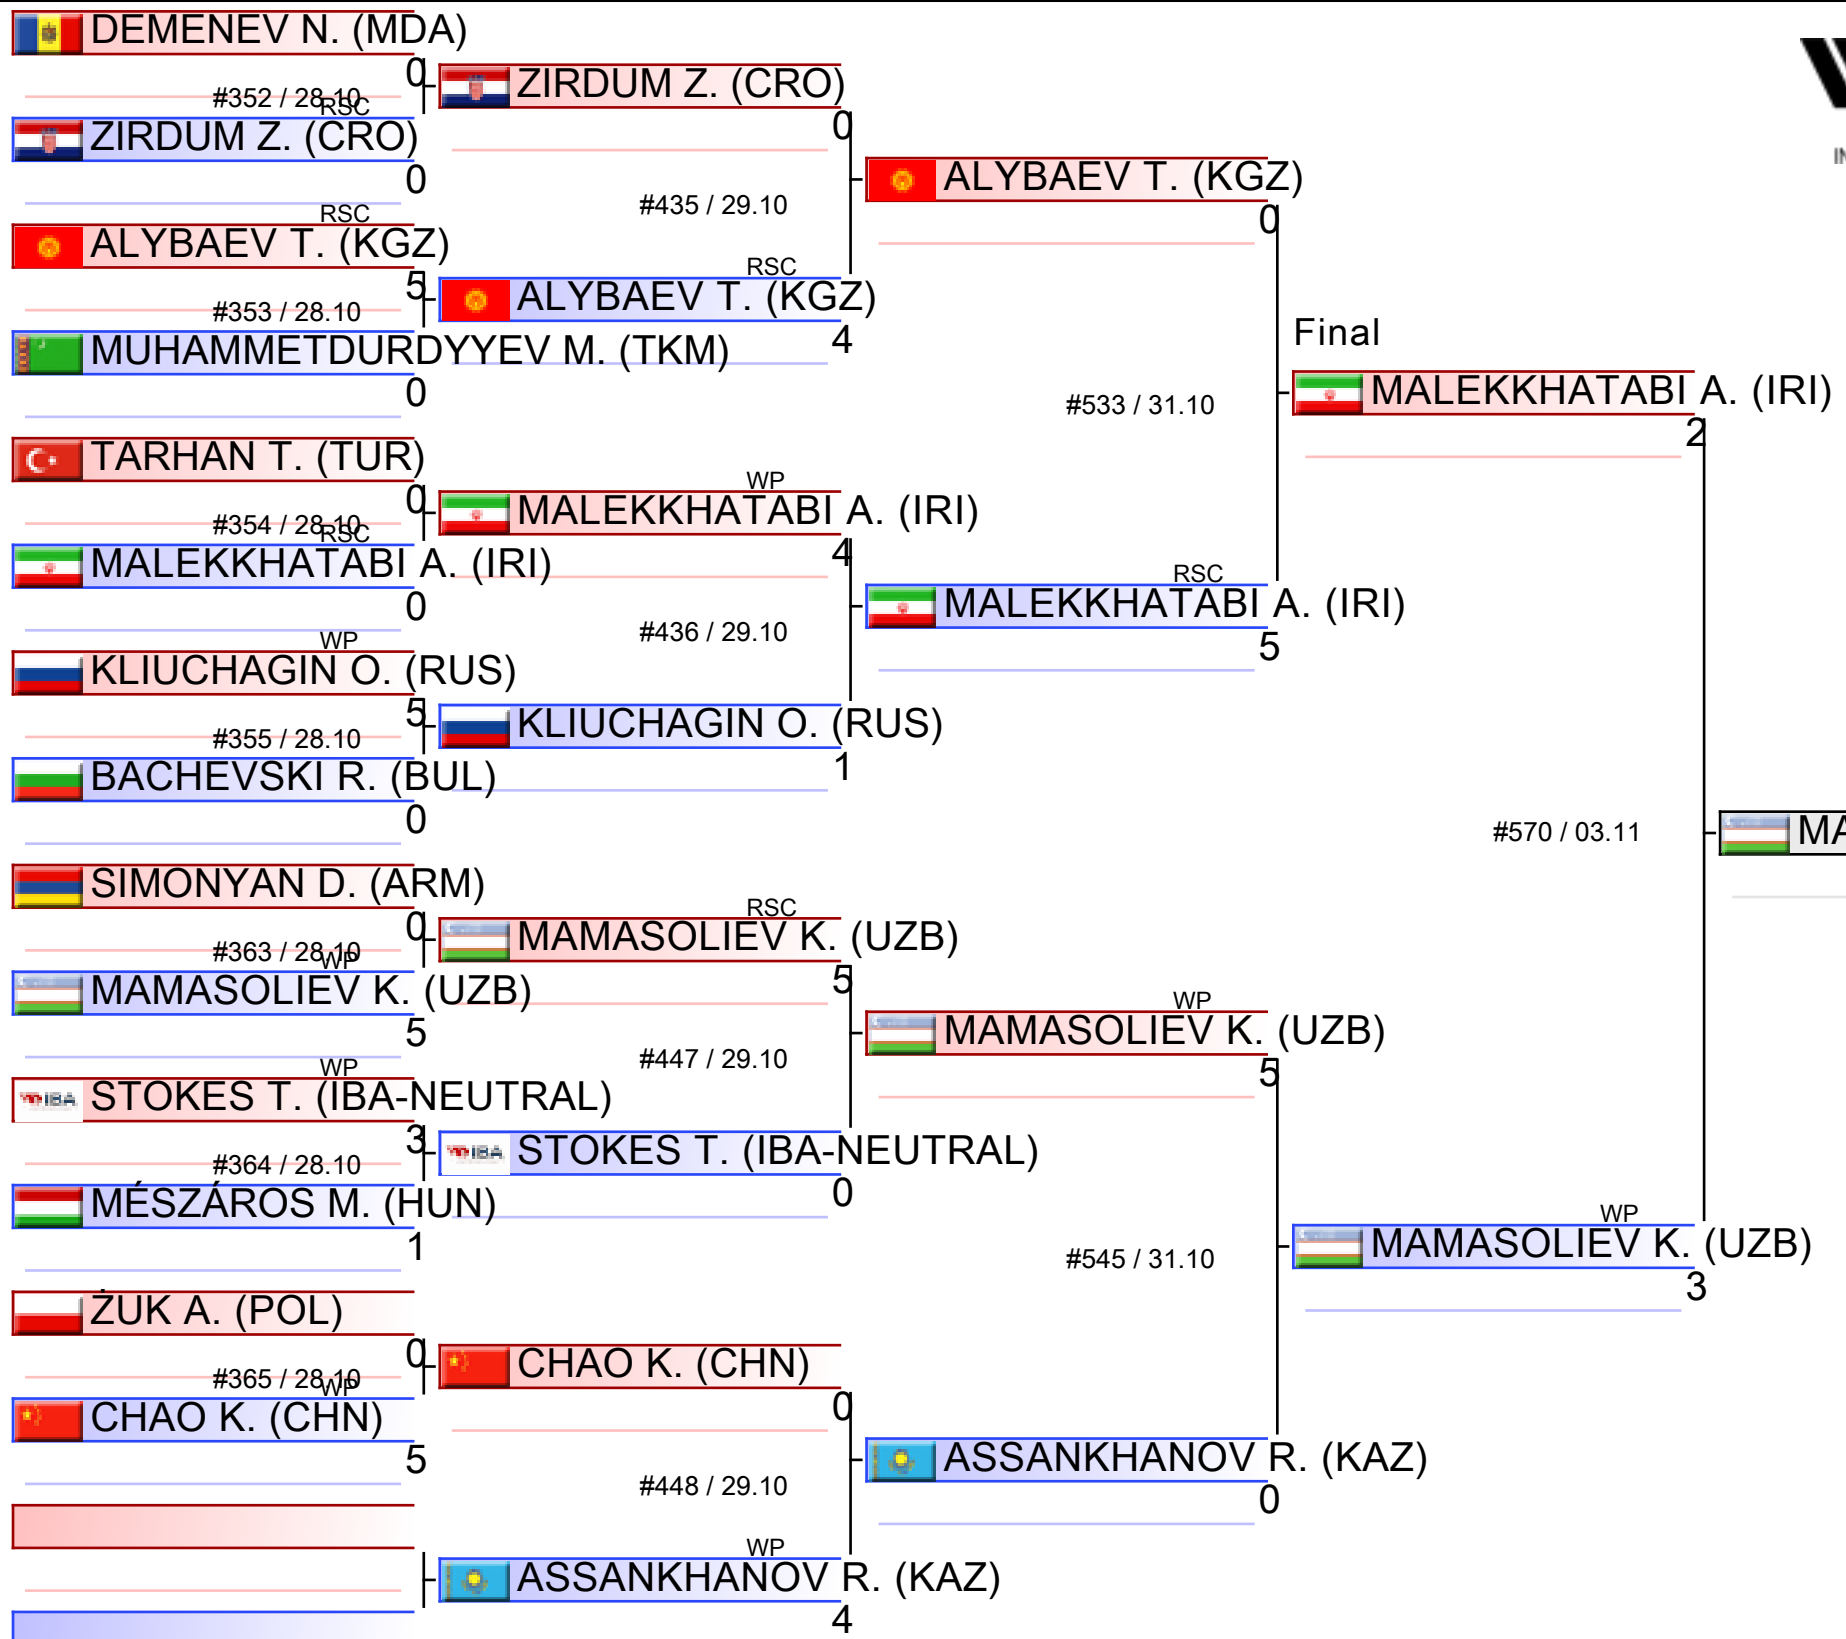 DEMENEV N. (MDA)
0
#352 / 28.10
RSC
ZIRDUM Z. (CRO)
0
RSC
ALYBAEV T. (KGZ)
5
#353 / 28.10
MUHAMMETDURDYYEV M. (TKM)
0
TARHAN T. (TUR)
0
#354 / 28.10
RSC
MALEKKHATABI A. (IRI)
0
WP
KLIUCHAGIN O. (RUS)
5
#355 / 28.10
BACHEVSKI R. (BUL)
0
SIMONYAN D. (ARM)
0
#363 / 28.10
WP
MAMASOLIEV K. (UZB)
5
WP
IBA
STOKES T. (IBA-NEUTRAL)
3
#364 / 28.10
MÉSZÁROS M. (HUN)
1
ŻUK A. (POL)
0
#365 / 28.10
WP
CHAO K. (CHN)
5
ZIRDUM Z. (CRO)
0
#435 / 29.10
RSC
ALYBAEV T. (KGZ)
4
WP
MALEKKHATABI A. (IRI)
4
#436 / 29.10
KLIUCHAGIN O. (RUS)
1
RSC
MAMASOLIEV K. (UZB)
5
#447 / 29.10
IBA
STOKES T. (IBA-NEUTRAL)
0
CHAO K. (CHN)
0
#448 / 29.10
WP
ASSANKHANOV R. (KAZ)
4
ALYBAEV T. (KGZ)
0
#533 / 31.10
RSC
MALEKKHATABI A. (IRI)
5
WP
MAMASOLIEV K. (UZB)
5
#545 / 31.10
ASSANKHANOV R. (KAZ)
0
Final
MALEKKHATABI A. (IRI)
2
#570 / 03.11
WP
MAMASOLIEV K. (UZB)
3